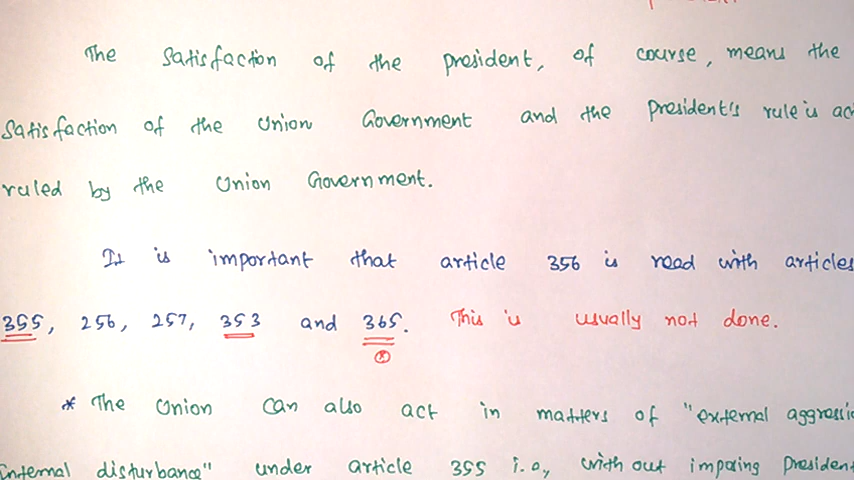 The satisfaction of the president, of course, means the
satisfaction of the Union Government and the president's rule is
ruled by the Union Government.
It is important that article 356 is read with articles
355, 256, 257, 353 and 365. This is usually not done.
* The Union can also act in matters of "external
internal disturbance" under article 355 i.e., with out